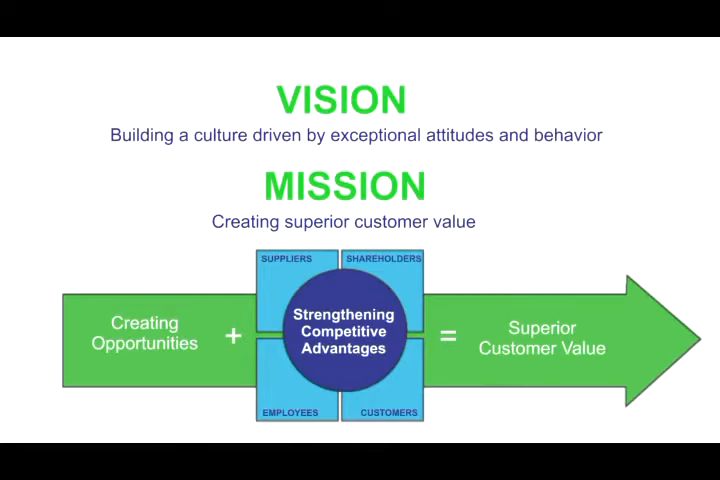 VISION
Building a culture driven by exceptional attitudes and behavior
MISSION
Creating superior customer value
SUPPLIERS
SHAREHOLDERS
Creating
Opportunities
+
Strengthening
Competitive
Advantages
=
Superior
Customer Value
EMPLOYEES
CUSTOMERS